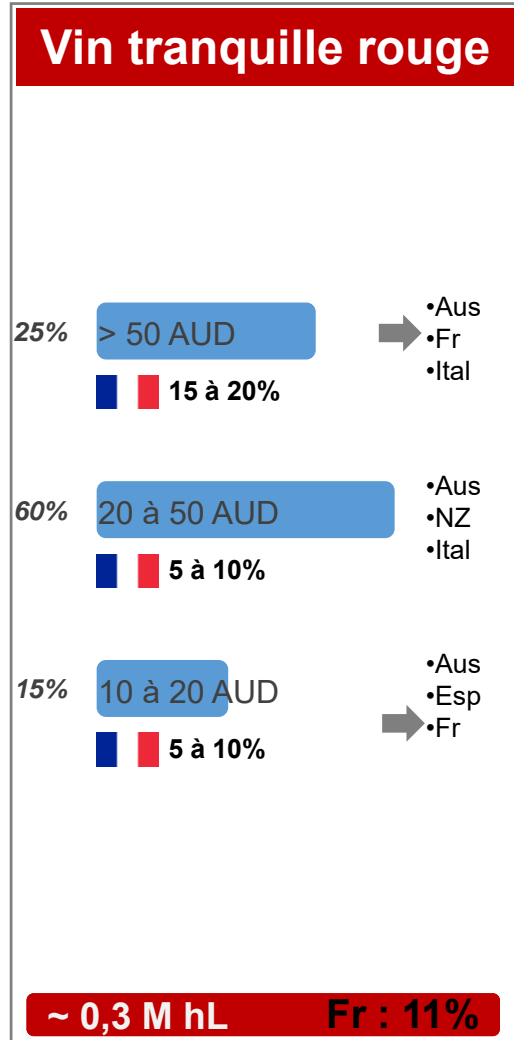 Vin tranquille rouge
25%
> 50 AUD
•Aus
•Fr
•Ital
15 à 20%
60%
20 à 50 AUD
•Aus
•NZ
•Ital
5 à 10%
15%
10 à 20 AUD
•Aus
•Esp
•Fr
5 à 10%
~ 0,3 M hL Fr : 11%